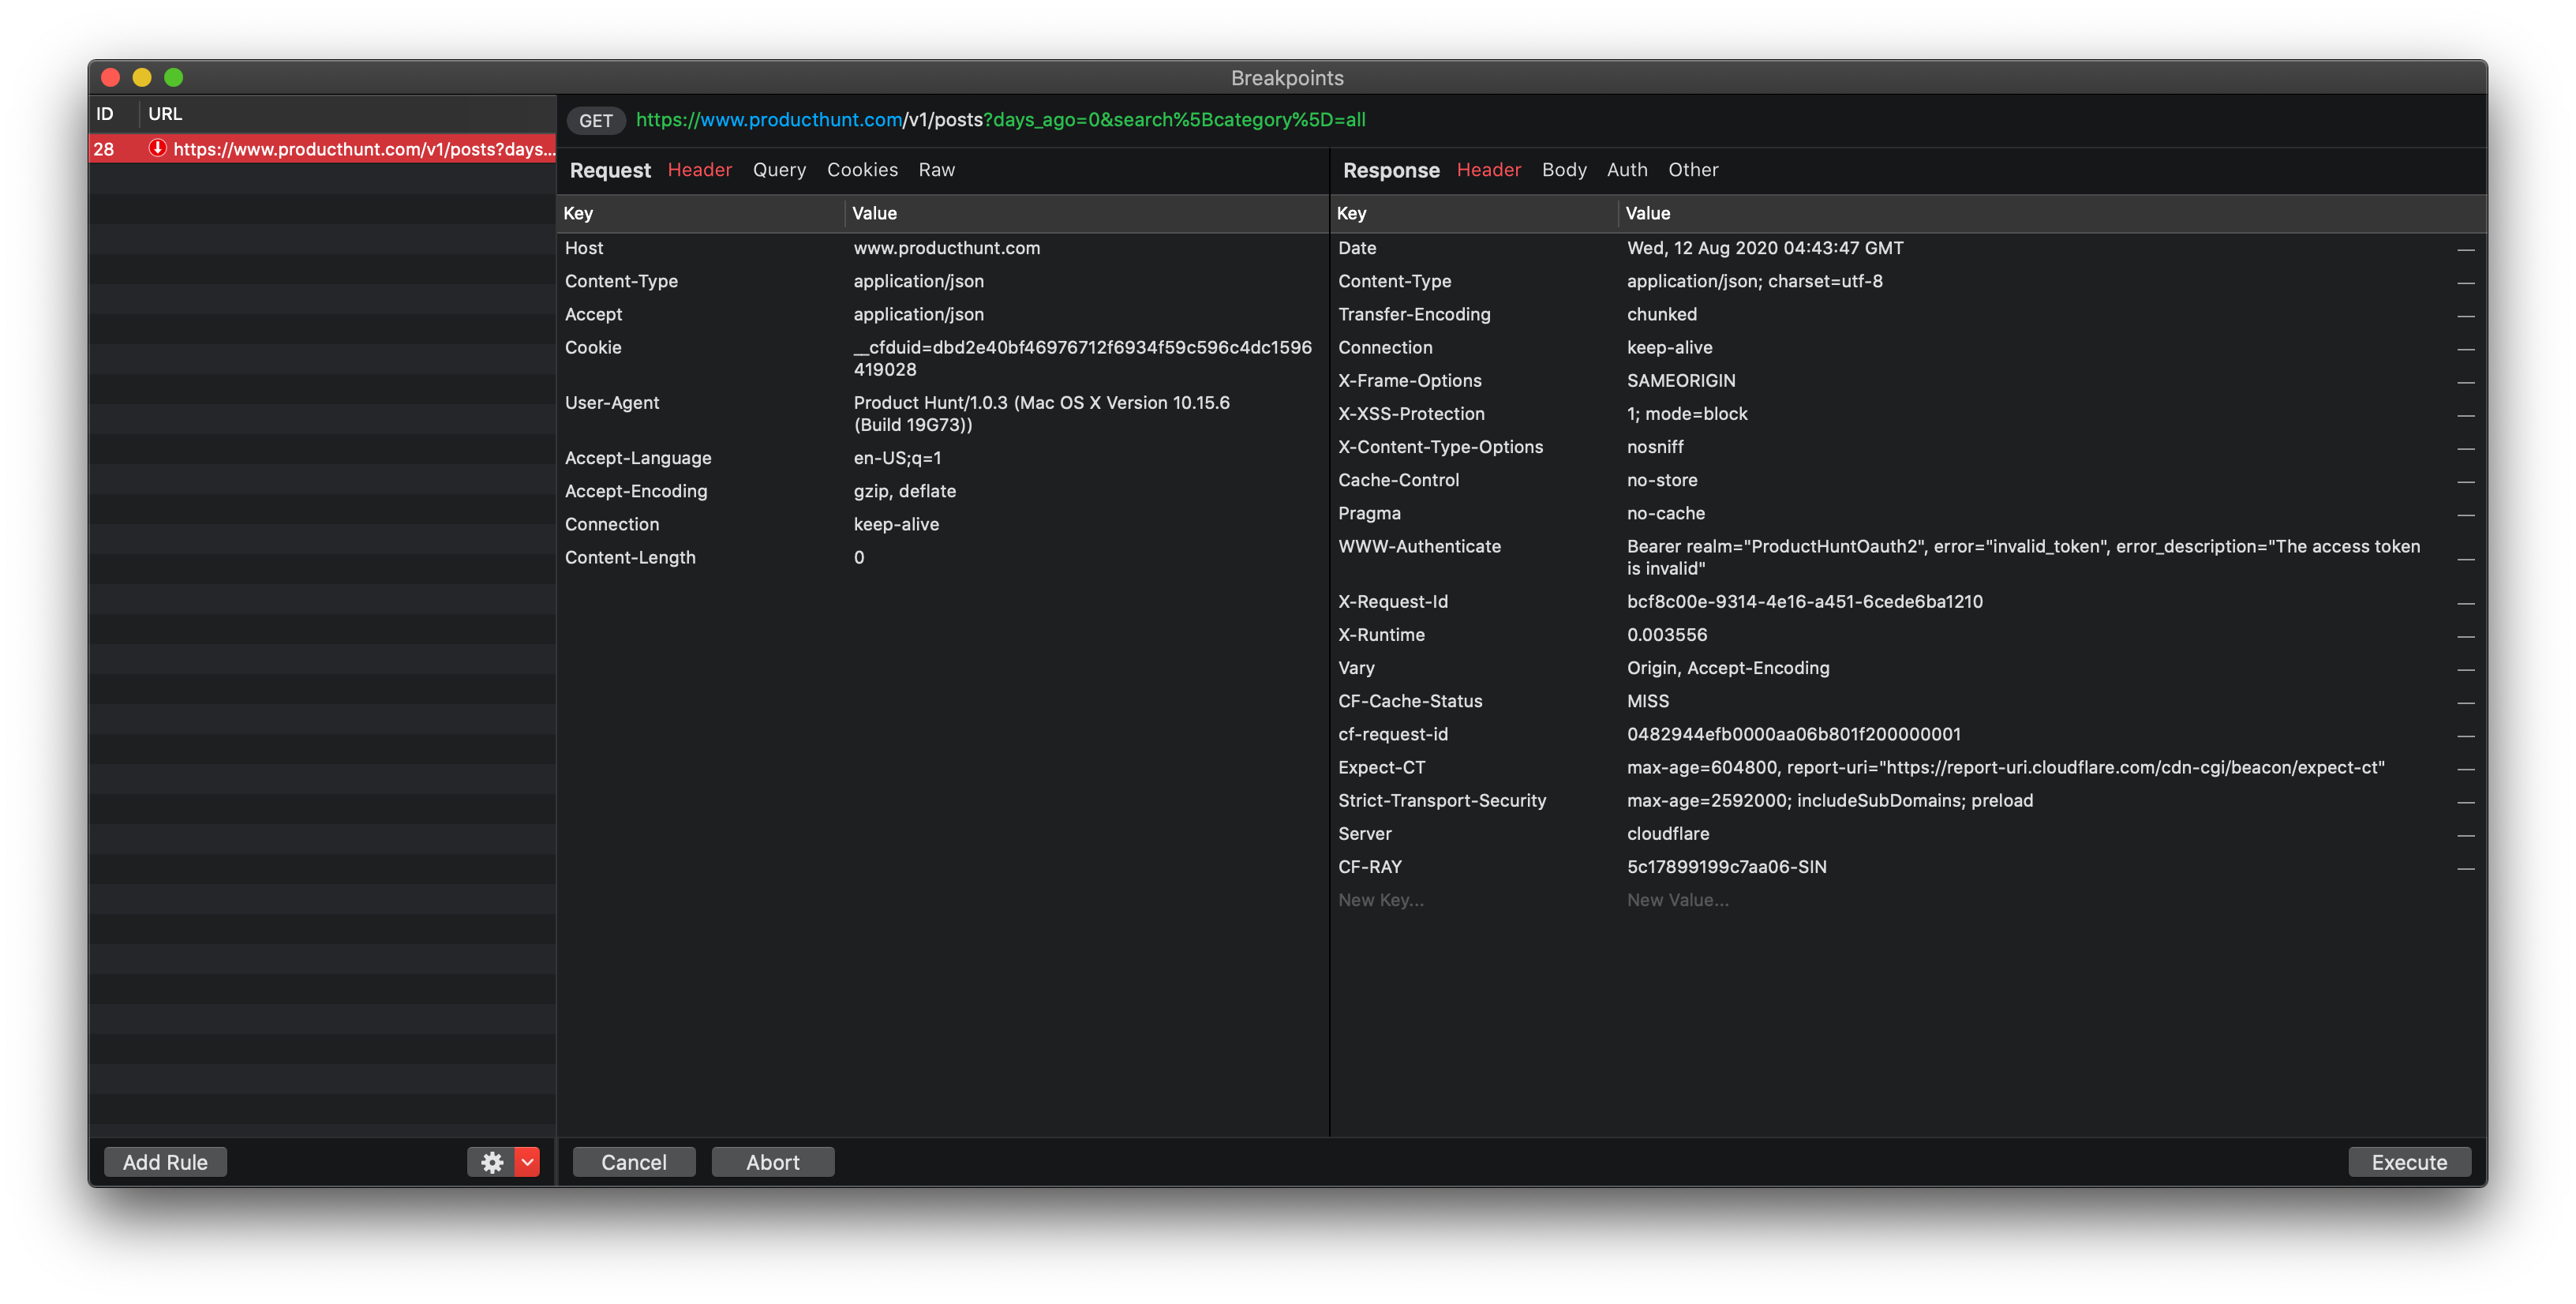 Breakpoints
ID URL
28 https://www.producthunt.com/v1/posts?days...
GET https://www.producthunt.com/v1/posts?days_ago=0&search%5Bcategory%5D=all
Request Header Query Cookies Raw
Key Value
Host www.producthunt.com
Content-Type application/json
Accept application/json
Cookie __cfduid=dbd2e40bf46976712f6934f59c596c4dc1596
419028
User-Agent Product Hunt/1.0.3 (Mac OS X Version 10.15.6
(Build 19G73))
Accept-Language en-US;q=1
Accept-Encoding gzip, deflate
Connection keep-alive
Content-Length 0
Response Header Body Auth Other
Key Value
Date Wed, 12 Aug 2020 04:43:47 GMT
Content-Type application/json; charset=utf-8
Transfer-Encoding chunked
Connection keep-alive
X-Frame-Options SAMEORIGIN
X-XSS-Protection 1; mode=block
X-Content-Type-Options nosniff
Cache-Control no-store
Pragma no-cache
WWW-Authenticate Bearer realm="ProductHuntOauth2", error="invalid_token", error_description="The access token
is invalid"
X-Request-Id bcf8c00e-9314-4e16-a451-6cede6ba1210
X-Runtime 0.003556
Vary Origin, Accept-Encoding
CF-Cache-Status MISS
cf-request-id 0482944efb0000aa06b801f200000001
Expect-CT max-age=604800, report-uri="https://report-uri.cloudflare.com/cdn-cgi/beacon/expect-ct"
Strict-Transport-Security max-age=2592000; includeSubDomains; preload
Server cloudflare
CF-RAY 5c17899199c7aa06-SIN
New Key... New Value...
Add Rule Cancel Abort Execute